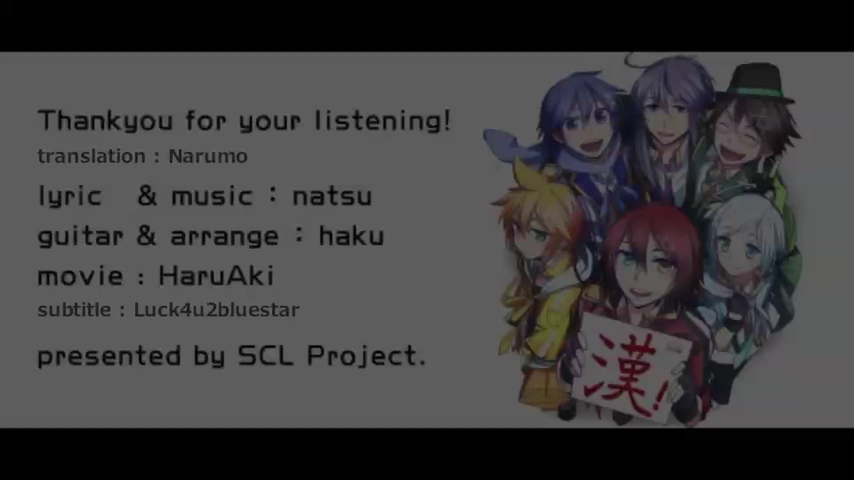 Thankyou for your listening!
translation : Narumo
lyric & music : natsu
guitar & arrange : haku
movie : HaruAki
subtitle : Luck4u2bluestar
presented by SCL Project.
漢!